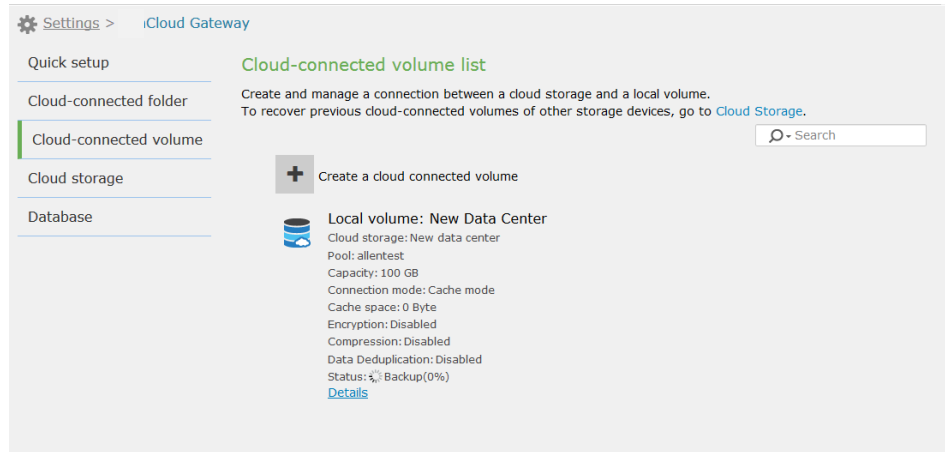 Settings > Cloud Gateway
Quick setup
Cloud-connected folder
Cloud-connected volume
Cloud storage
Database
Cloud-connected volume list
Create and manage a connection between a cloud storage and a local volume.
To recover previous cloud-connected volumes of other storage devices, go to Cloud Storage.
Search
Create a cloud connected volume
Local volume: New Data Center
Cloud storage: New data center
Pool: allentest
Capacity: 100 GB
Connection mode: Cache mode
Cache space: 0 Byte
Encryption: Disabled
Compression: Disabled
Data Deduplication: Disabled
Status: Backup(0%)
Details